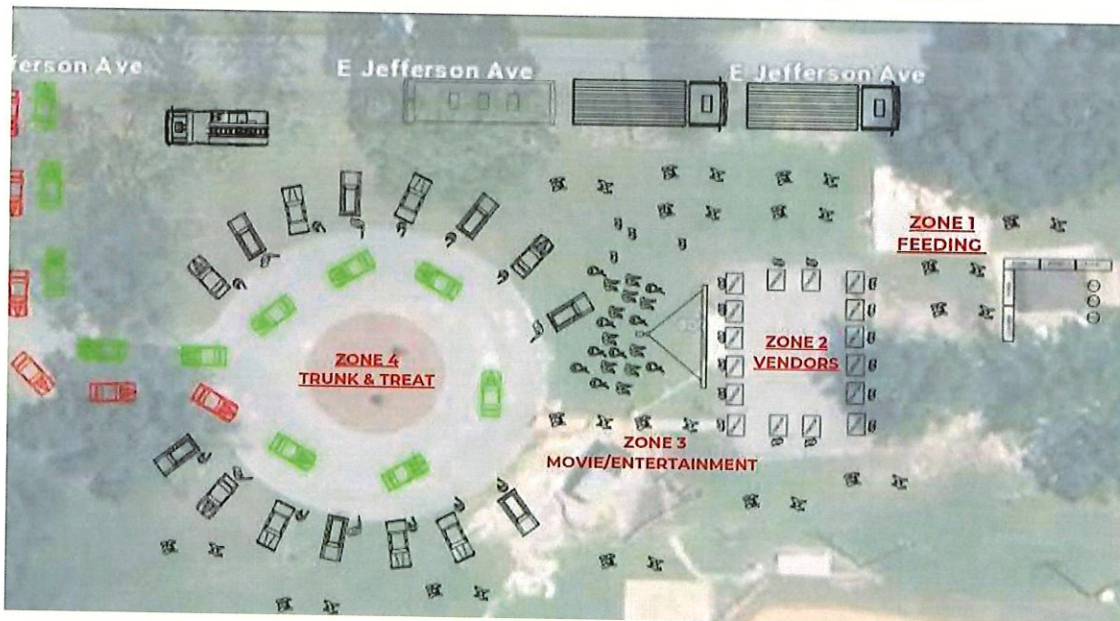 ferson Ave
E Jefferson Ave
E Jefferson Ave
ZONE 1
FEEDING
ZONE 2
VENDORS
ZONE 4
TRUNK & TREAT
ZONE 3
MOVIE/ENTERTAINMENT